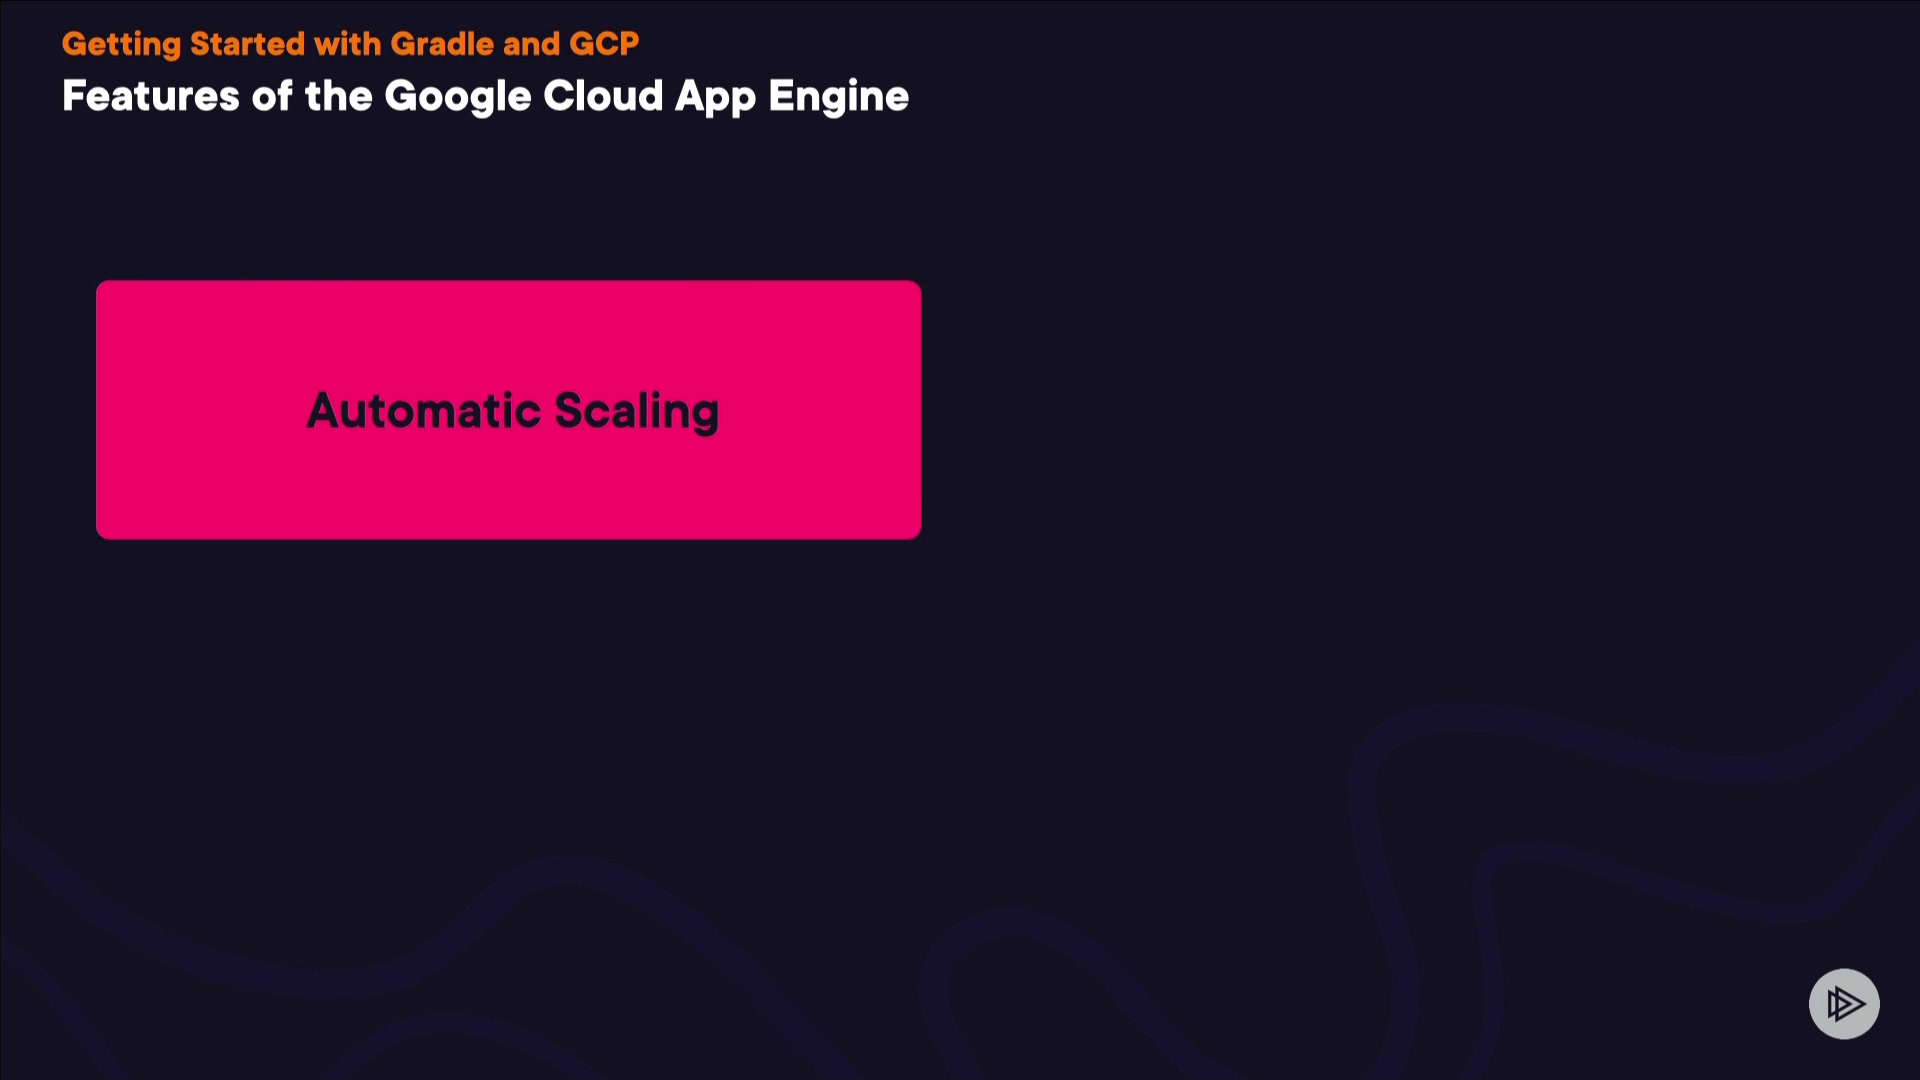 Getting Started with Gradle and GCP
Features of the Google Cloud App Engine
Automatic Scaling